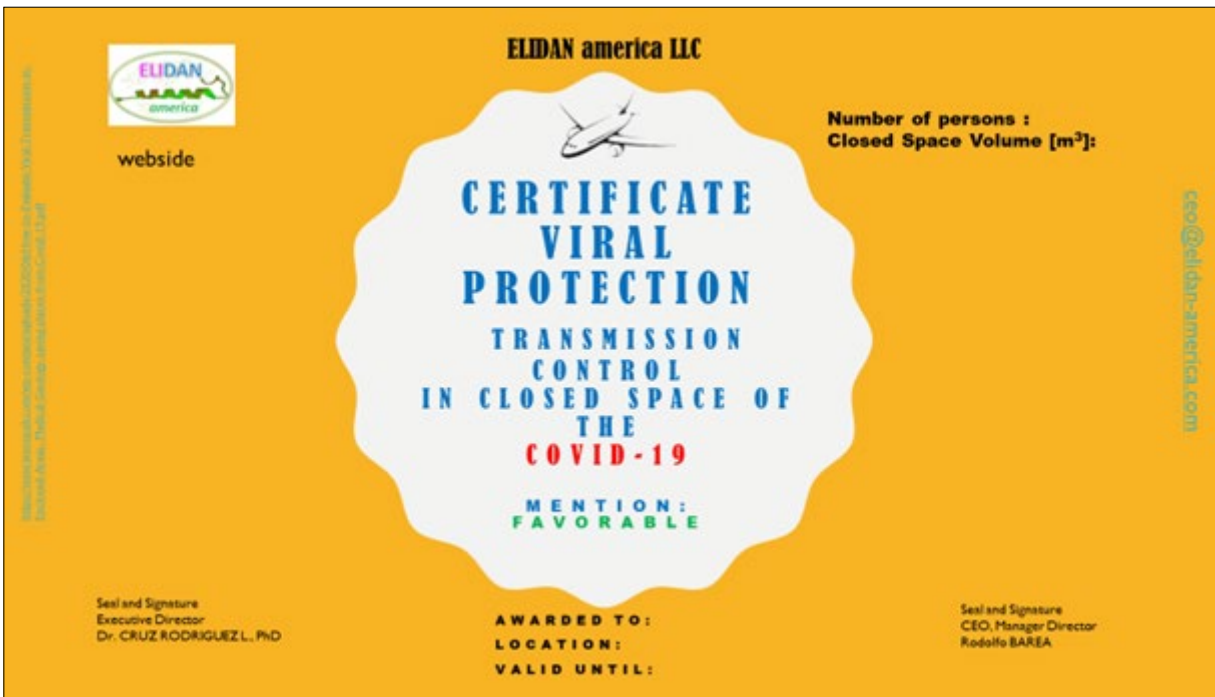 ELIDAN america LLC
ELIDAN
america
webside
Number of persons :
Closed Space Volume [m³]:
CERTIFICATE
VIRAL
PROTECTION
TRANSMISSION
CONTROL
IN CLOSED SPACE OF
THE
COVID-19
MENTION:
FAVORABLE
ceo@elidan-america.com
Seal and Signature
Executive Director
Dr. CRUZ RODRIGUEZ L., PhD
AWARDED TO:
LOCATION:
VALID UNTIL:
Seal and Signature
CEO, Manager Director
Rodolfo BAREA